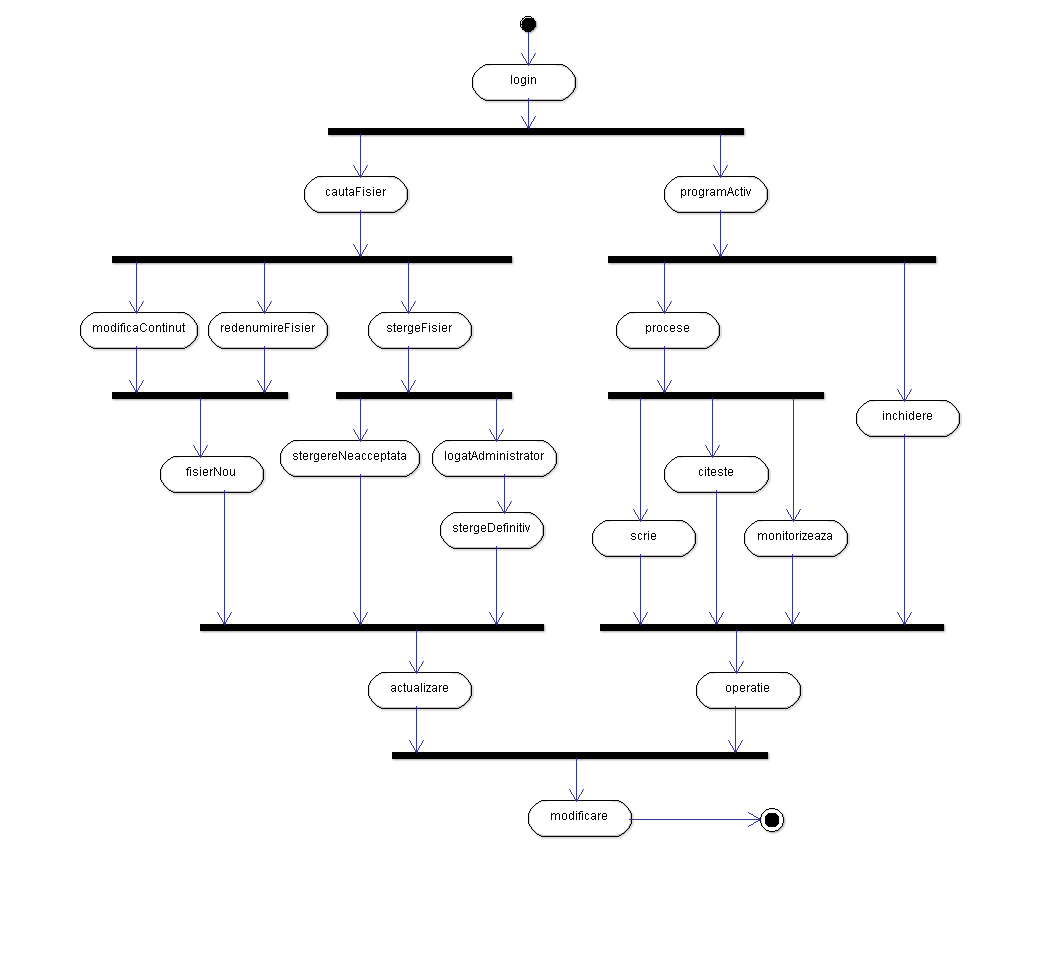 login
cautaFisier
programActiv
modificaContinut
redenumireFisier
stergeFisier
procese
inchidere
stergereNeacceptata
logatAdministrator
fisierNou
citeste
stergeDefinitiv
scrie
monitorizeaza
actualizare
operatie
modificare